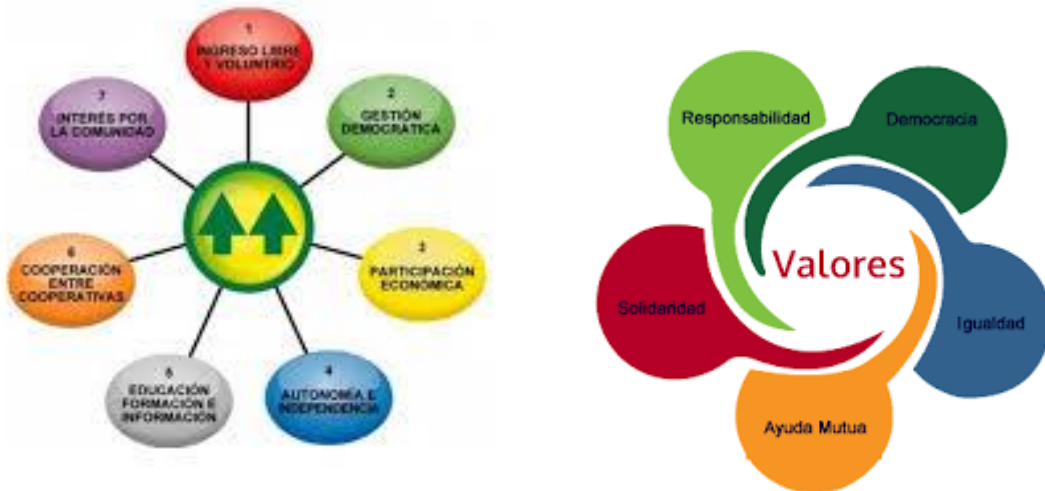 1
INGRESO LIBRE
Y VOLUNTRIO
2
GESTIÓN
DEMOCRÁTICA
3
PARTICIPACIÓN
ECONÓMICA
4
AUTONOMÍA E
INDEPENDENCIA
5
EDUCACIÓN
FORMACIÓN E
INFORMACIÓN
6
COOPERACIÓN
ENTRE
COOPERATIVAS
7
INTERÉS POR
LA COMUNIDAD
Responsabilidad
Democracia
Valores
Solidaridad
Igualdad
Ayuda Mutua